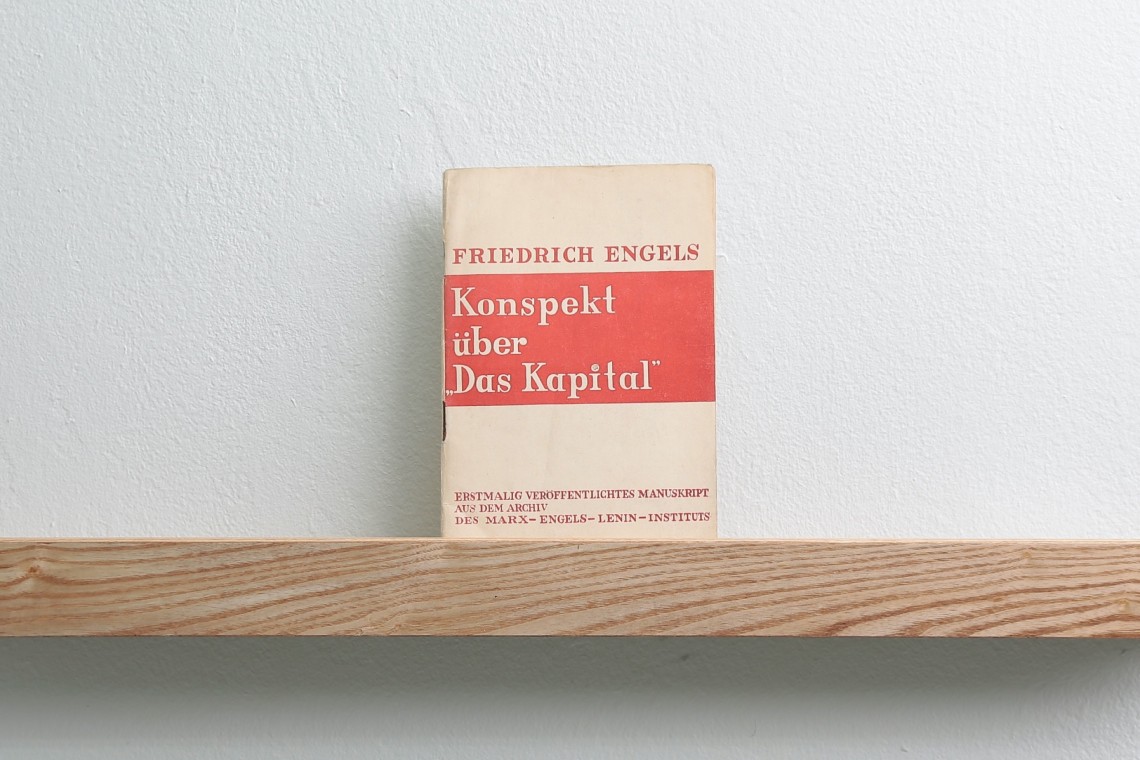 FRIEDRICH ENGELS
Konspekt
über
„Das Kapital”
ERSTMALIG VERÖFFENTLICHTES MANUSKRIPT
AUS DEM ARCHIV
DES MARX-ENGELS-LENIN-INSTITUTS